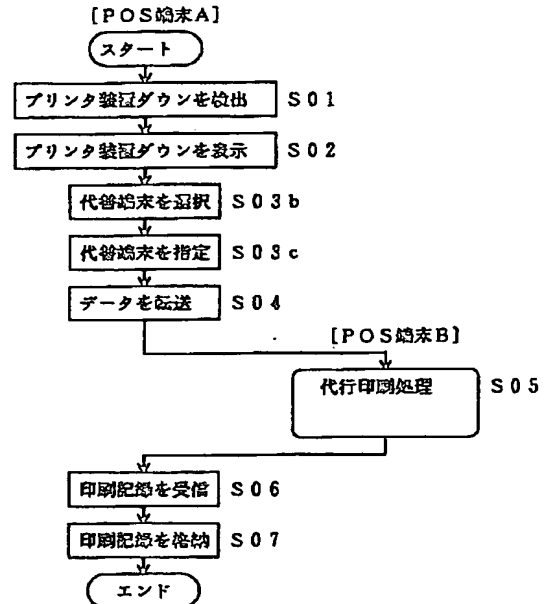 [POS端末A]
スタート
プリンタ装置ダウンを検出 S01
プリンタ装置ダウンを表示 S02
代替端末を選択 S03b
代替端末を指定 S03c
データを転送 S04
[POS端末B]
代行印刷処理 S05
印刷記録を受信 S06
印刷記録を格納 S07
エンド